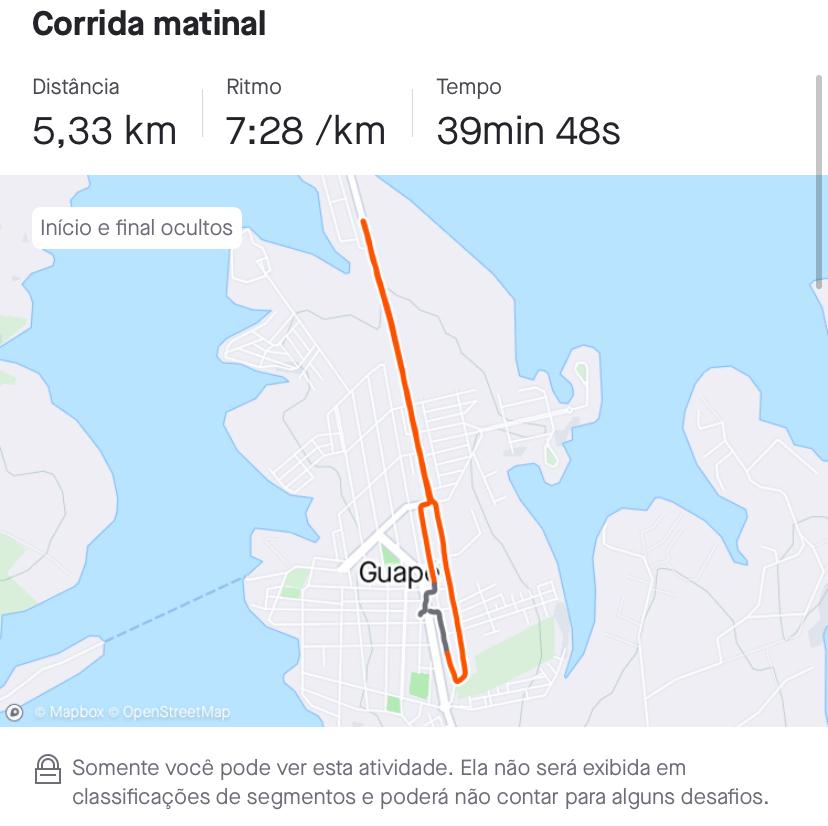 Corrida matinal
Distância
Ritmo
Tempo
5,33 km
7:28 /km
39min 48s
Início e final ocultos
Guapé
© Mapbox © OpenStreetMap
Somente você pode ver esta atividade. Ela não será exibida em
classificações de segmentos e poderá não contar para alguns desafios.